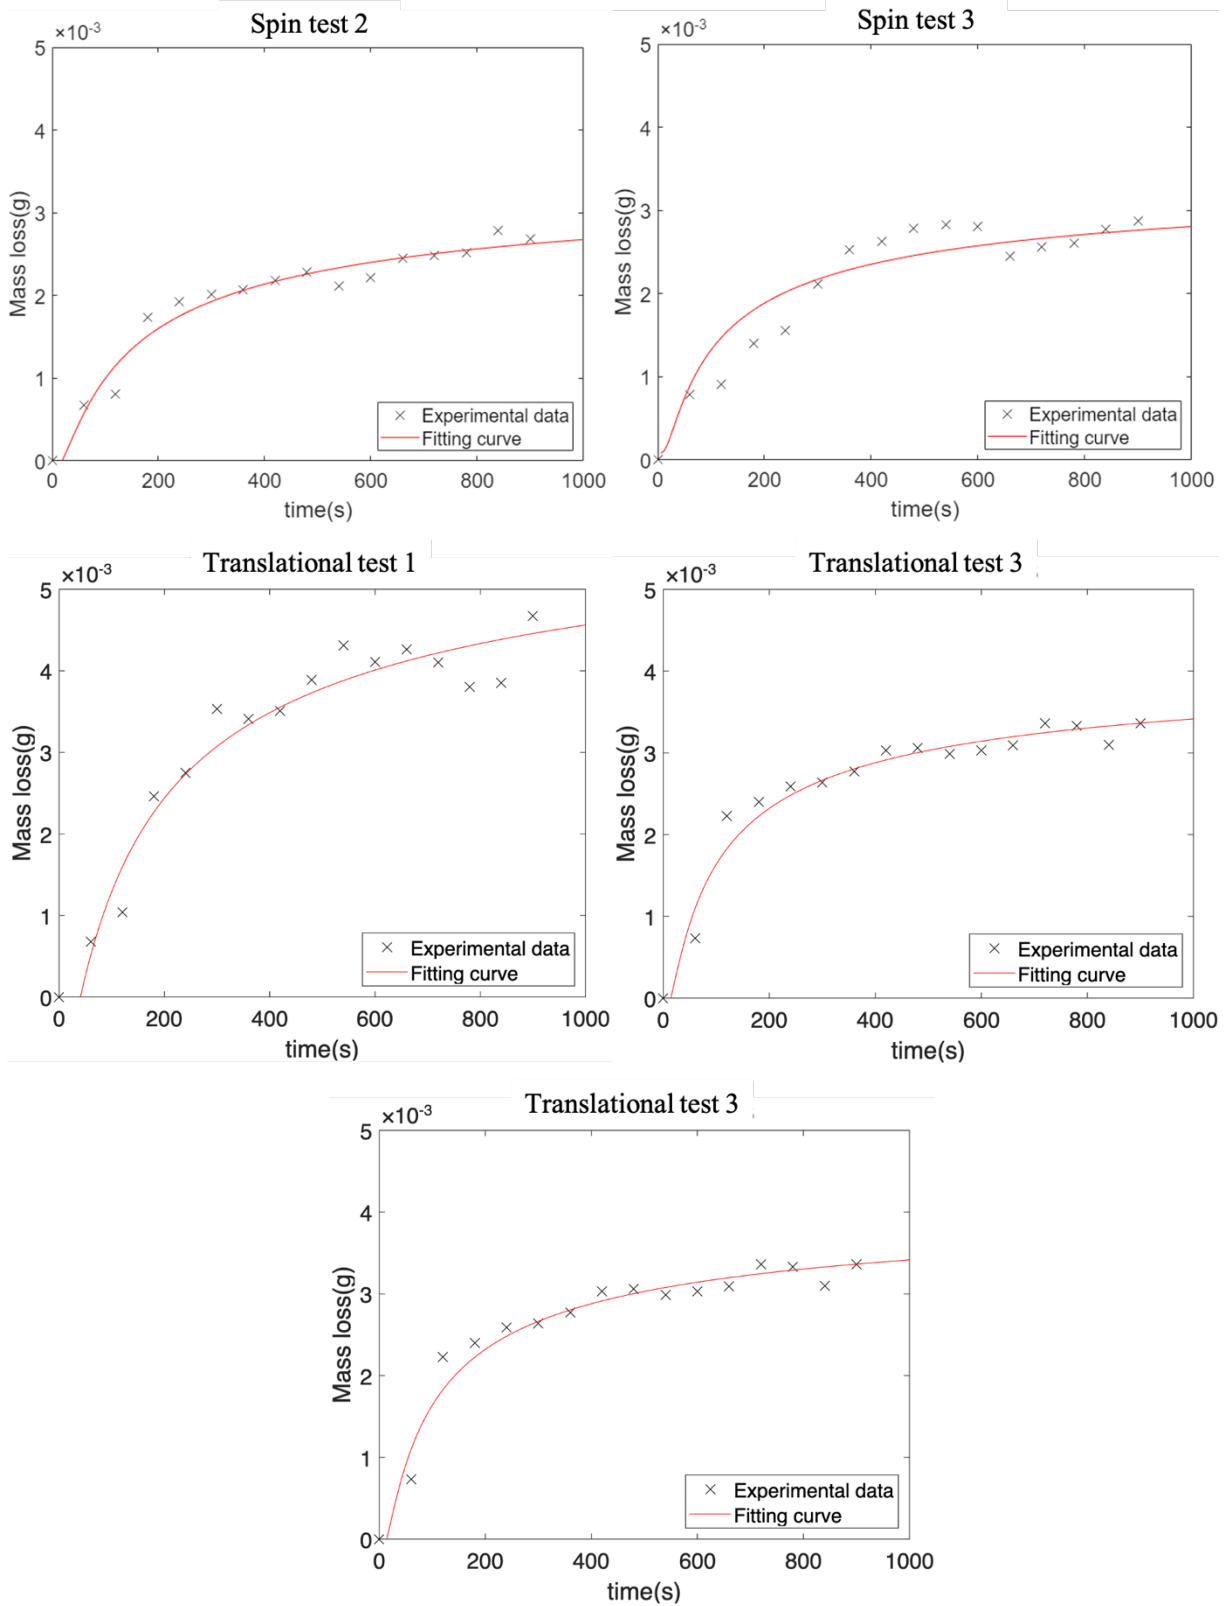 Spin test 2
×10-3
5
4
3
2
1
0
Mass loss(g)
Experimental data
Fitting curve
0 200 400 600 800 1000
time(s)
Spin test 3
×10-3
5
4
3
2
1
0
Mass loss(g)
Experimental data
Fitting curve
0 200 400 600 800 1000
time(s)
Translational test 1
×10-3
5
4
3
2
1
0
Mass loss(g)
Experimental data
Fitting curve
0 200 400 600 800 1000
time(s)
Translational test 3
×10-3
5
4
3
2
1
0
Mass loss(g)
Experimental data
Fitting curve
0 200 400 600 800 1000
time(s)
Translational test 3
×10-3
5
4
3
2
1
0
Mass loss(g)
Experimental data
Fitting curve
0 200 400 600 800 1000
time(s)